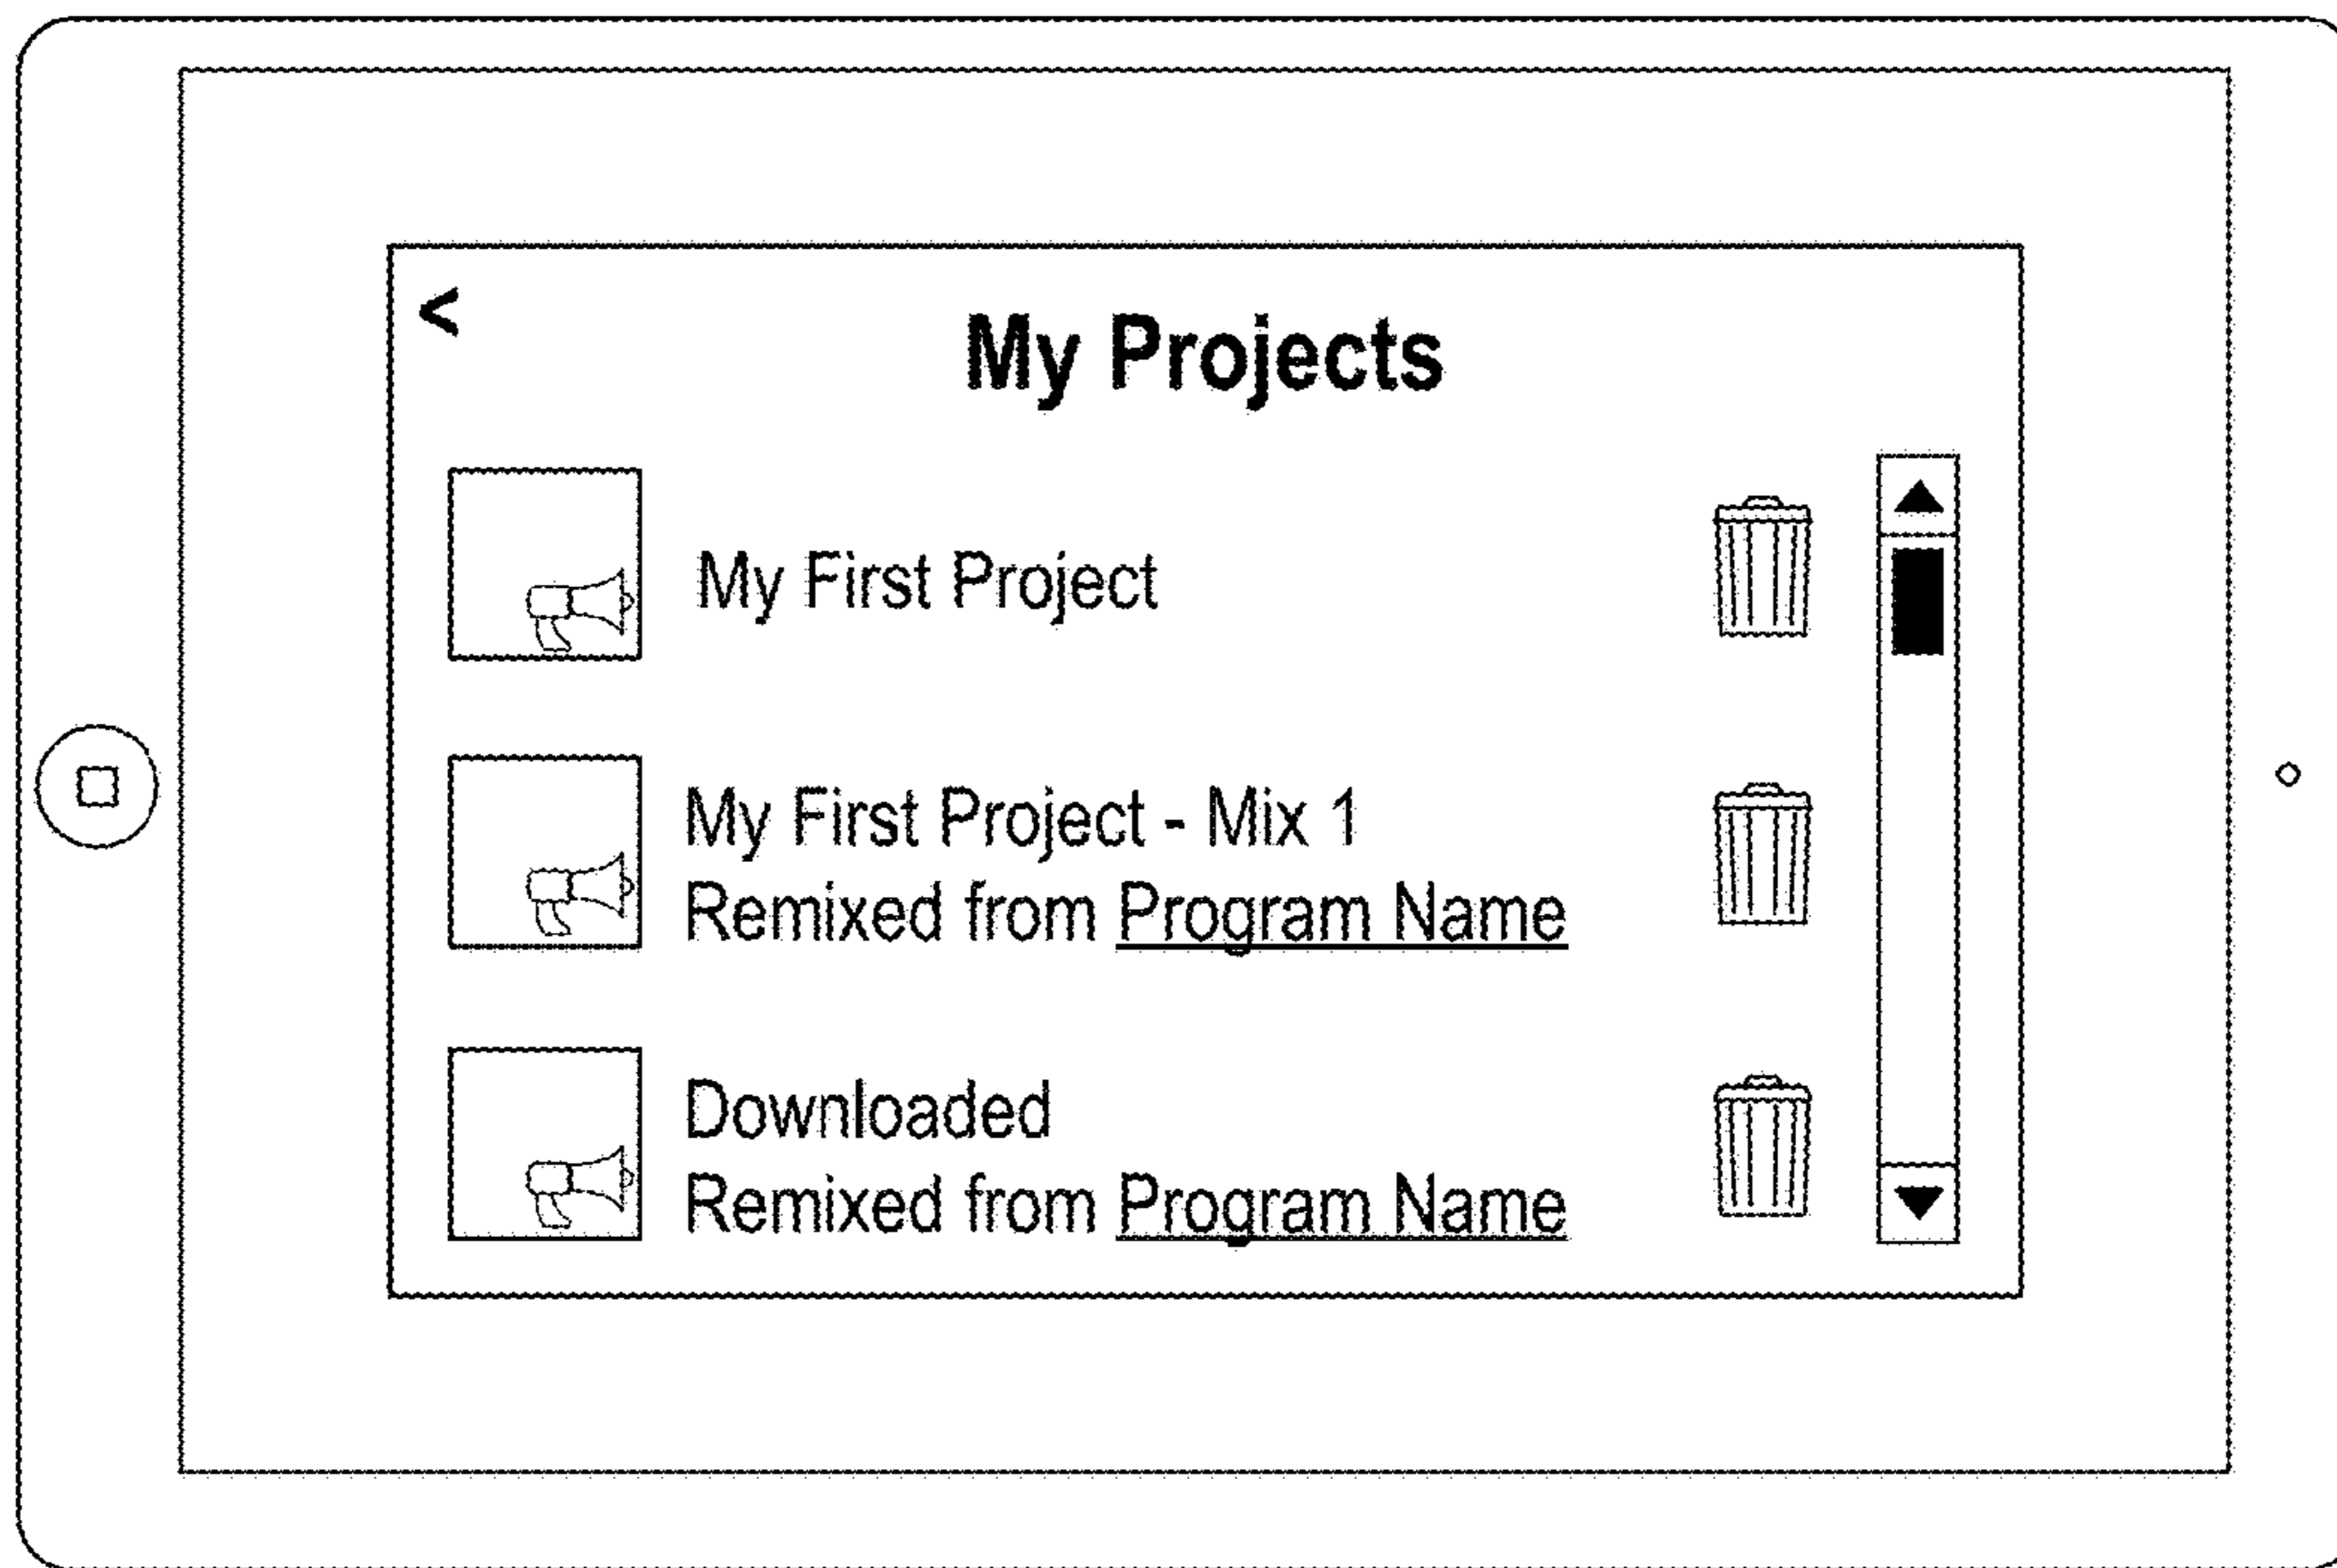 <
My Projects
My First Project
My First Project - Mix 1
Remixed from Program Name
Downloaded
Remixed from Program Name